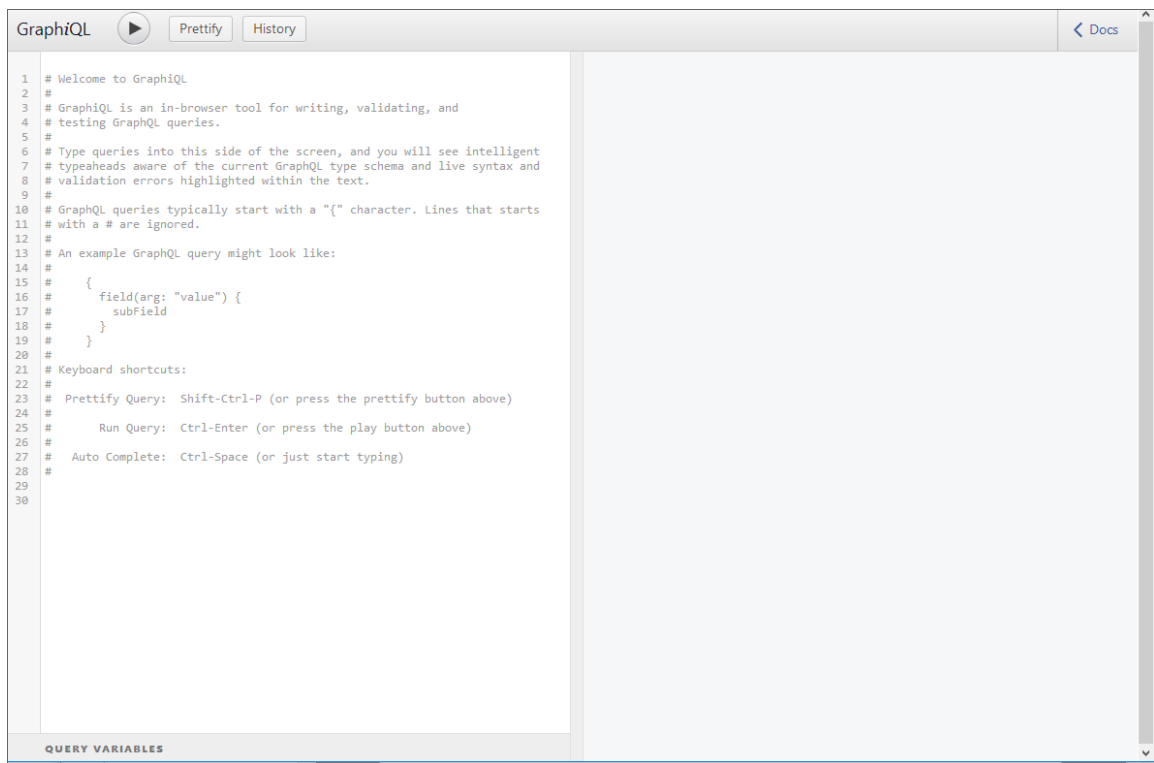 GraphiQL Prettify History Docs
1 # Welcome to GraphiQL
2 #
3 # GraphiQL is an in-browser tool for writing, validating, and
4 # testing GraphQL queries.
5 #
6 # Type queries into this side of the screen, and you will see intelligent
7 # typeaheads aware of the current GraphQL type schema and live syntax and
8 # validation errors highlighted within the text.
9 #
10 # GraphQL queries typically start with a "{" character. Lines that starts
11 # with a # are ignored.
12 #
13 # An example GraphQL query might look like:
14 #
15 #     {
16 #       field(arg: "value") {
17 #         subField
18 #       }
19 #     }
20 #
21 # Keyboard shortcuts:
22 #
23 #  Prettify Query:  Shift-Ctrl-P (or press the prettify button above)
24 #
25 #       Run Query:  Ctrl-Enter (or press the play button above)
26 #
27 #   Auto Complete:  Ctrl-Space (or just start typing)
28 #
29
30
QUERY VARIABLES